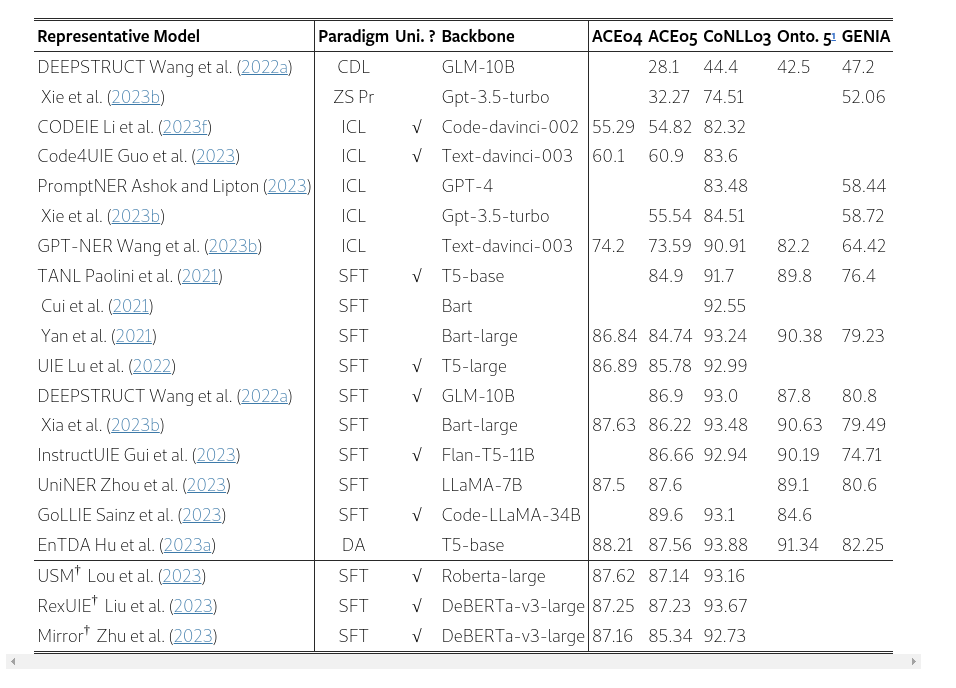 Representative Model Paradigm Uni. ? Backbone ACE04 ACE05 CoNLL03 Onto. 5¹ GENIA
DEEPSTRUCT Wang et al. (2022a) CDL GLM-10B 28.1 44.4 42.5 47.2
Xie et al. (2023b) ZS Pr Gpt-3.5-turbo 32.27 74.51 52.06
CODEIE Li et al. (2023f) ICL √ Code-davinci-002 55.29 54.82 82.32
Code4UIE Guo et al. (2023) ICL √ Text-davinci-003 60.1 60.9 83.6
PromptNER Ashok and Lipton (2023) ICL GPT-4 83.48 58.44
Xie et al. (2023b) ICL Gpt-3.5-turbo 55.54 84.51 58.72
GPT-NER Wang et al. (2023b) ICL Text-davinci-003 74.2 73.59 90.91 82.2 64.42
TANL Paolini et al. (2021) SFT √ T5-base 84.9 91.7 89.8 76.4
Cui et al. (2021) SFT Bart 92.55
Yan et al. (2021) SFT Bart-large 86.84 84.74 93.24 90.38 79.23
UIE Lu et al. (2022) SFT √ T5-large 86.89 85.78 92.99
DEEPSTRUCT Wang et al. (2022a) SFT √ GLM-10B 86.9 93.0 87.8 80.8
Xia et al. (2023b) SFT Bart-large 87.63 86.22 93.48 90.63 79.49
InstructUIE Gui et al. (2023) SFT √ Flan-T5-11B 86.66 92.94 90.19 74.71
UniNER Zhou et al. (2023) SFT LLaMA-7B 87.5 87.6 89.1 80.6
GoLLIE Sainz et al. (2023) SFT √ Code-LLaMA-34B 89.6 93.1 84.6
EnTDA Hu et al. (2023a) DA T5-base 88.21 87.56 93.88 91.34 82.25
USM† Lou et al. (2023) SFT √ Roberta-large 87.62 87.14 93.16
RexUIE† Liu et al. (2023) SFT √ DeBERTa-v3-large 87.25 87.23 93.67
Mirror† Zhu et al. (2023) SFT √ DeBERTa-v3-large 87.16 85.34 92.73